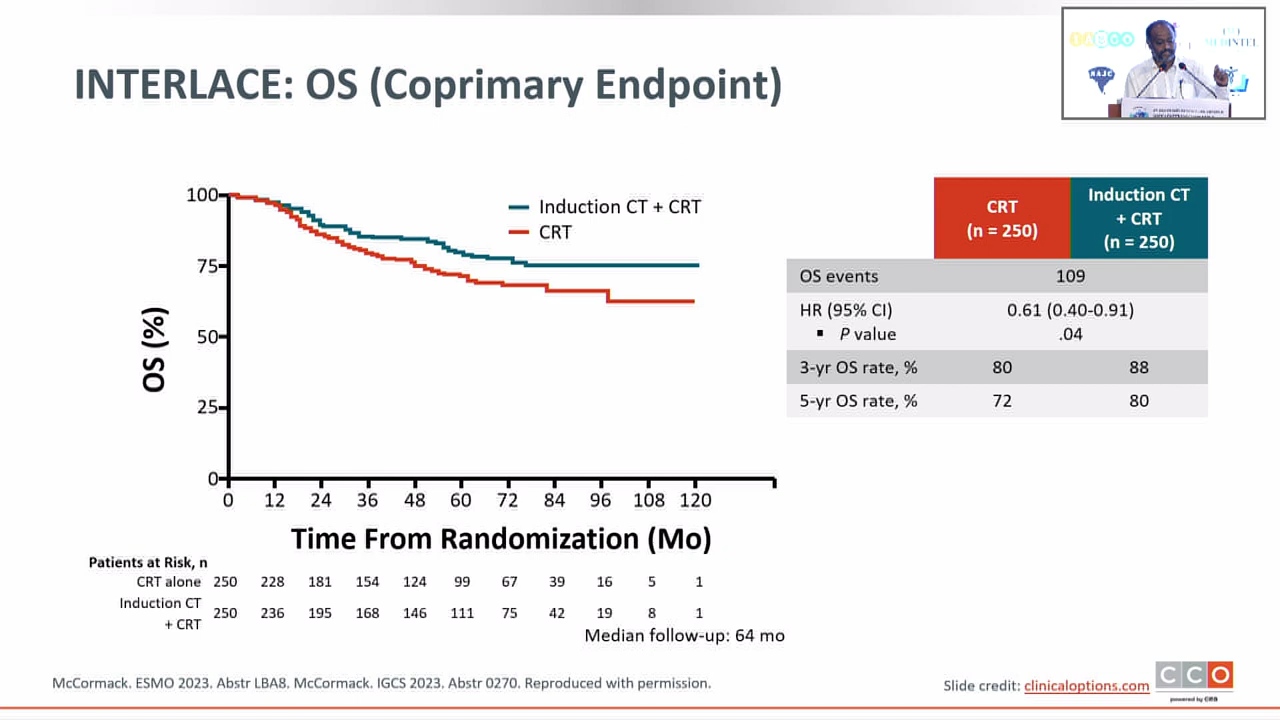 INTERLACE: OS (Coprimary Endpoint)
100
75
50
25
0
OS (%)
Induction CT + CRT
CRT
0 12 24 36 48 60 72 84 96 108 120
Time From Randomization (Mo)
Patients at Risk, n
CRT alone 250 228 181 154 124 99 67 39 16 5 1
Induction CT
+ CRT 250 236 195 168 146 111 75 42 19 8 1
Median follow-up: 64 mo
CRT
(n = 250)
Induction CT
+ CRT
(n = 250)
OS events 109
HR (95% CI) 0.61 (0.40-0.91)
▪ P value .04
3-yr OS rate, % 80 88
5-yr OS rate, % 72 80
McCormack. ESMO 2023. Abstr LBA8. McCormack. IGCS 2023. Abstr 0270. Reproduced with permission.
Slide credit: clinicaloptions.com
CCO
powered by cea
NAJC